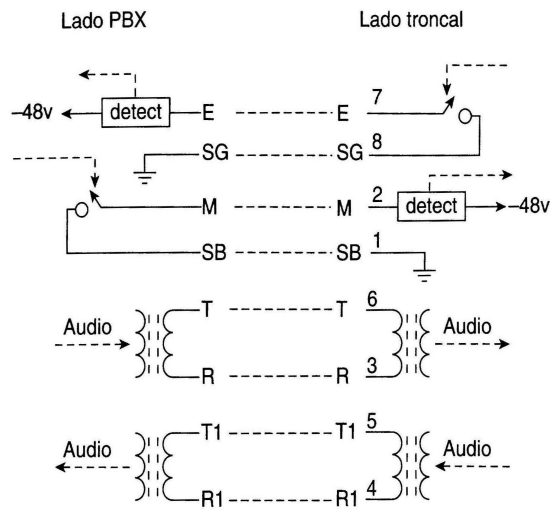 Lado PBX Lado troncal
–48v detect E E 7
SG SG 8
M M 2 detect –48v
SB SB 1
T T 6
Audio Audio
R R 3
T1 T1 5
Audio Audio
R1 R1 4